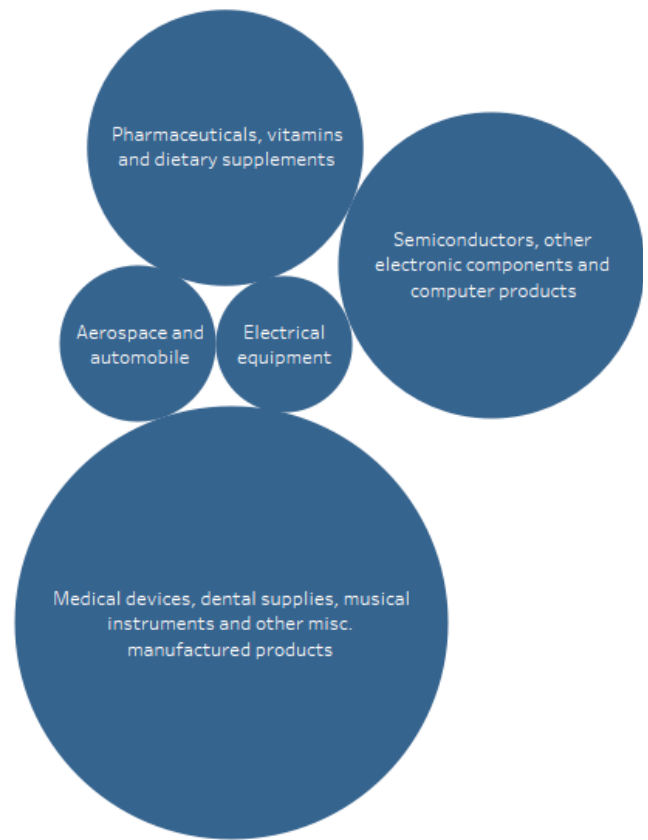 Pharmaceuticals, vitamins
and dietary supplements
Semiconductors, other
electronic components and
computer products
Aerospace and
automobile
Electrical
equipment
Medical devices, dental supplies, musical
instruments and other misc.
manufactured products